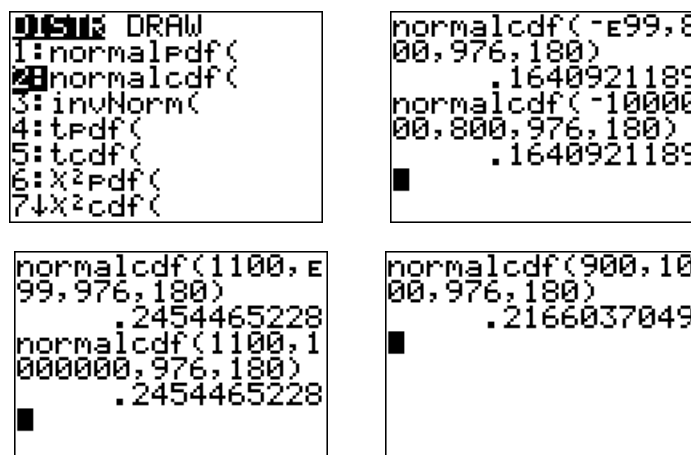 DISTR DRAW
1:normalpdf(
2:normalcdf(
3:invNorm(
4:tpdf(
5:tcdf(
6:χ²pdf(
7↓χ²cdf(
normalcdf(-ᴇ99,8
00,976,180)
.1640921189
normalcdf(-10000
00,800,976,180)
.1640921189
normalcdf(1100,ᴇ
99,976,180)
.2454465228
normalcdf(1100,1
000000,976,180)
.2454465228
normalcdf(900,10
00,976,180)
.2166037049